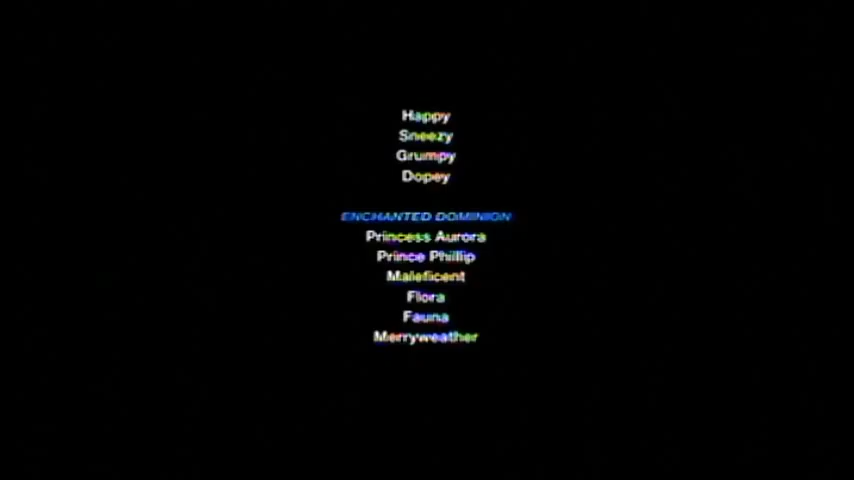 Happy
Sneezy
Grumpy
Dopey
ENCHANTED DOMINION
Princess Aurora
Prince Phillip
Maleficent
Flora
Fauna
Merryweather